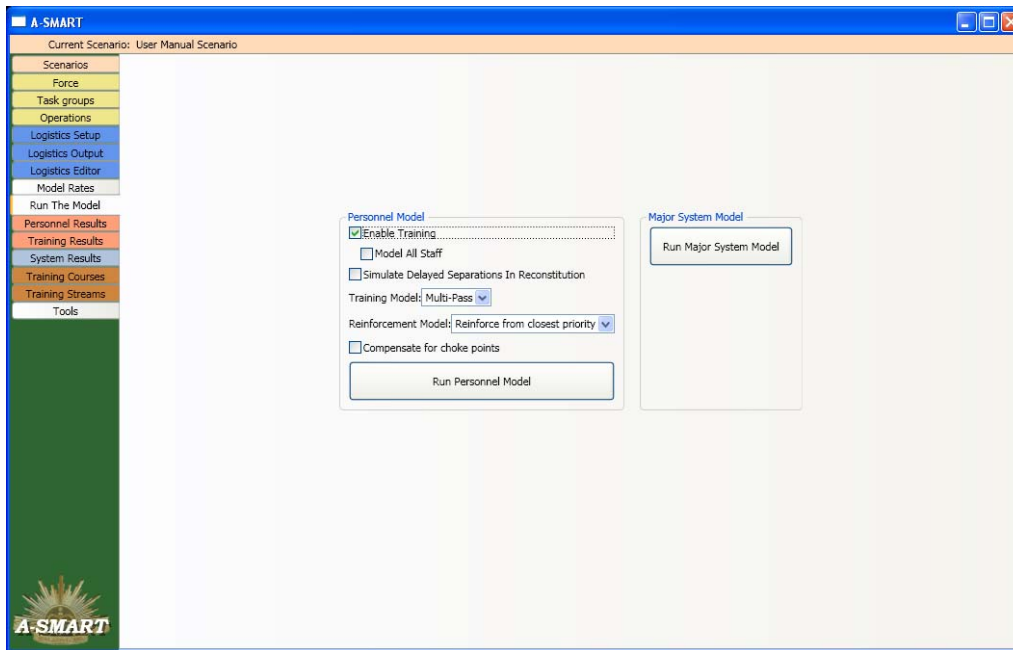 A-SMART
Current Scenario: User Manual Scenario
Scenarios
Force
Task groups
Operations
Logistics Setup
Logistics Output
Logistics Editor
Model Rates
Run The Model
Personnel Results
Training Results
System Results
Training Courses
Training Streams
Tools
Personnel Model
Enable Training
Model All Staff
Simulate Delayed Separations In Reconstitution
Training Model: Multi-Pass
Reinforcement Model: Reinforce from closest priority
Compensate for choke points
Run Personnel Model
Major System Model
Run Major System Model
A-SMART